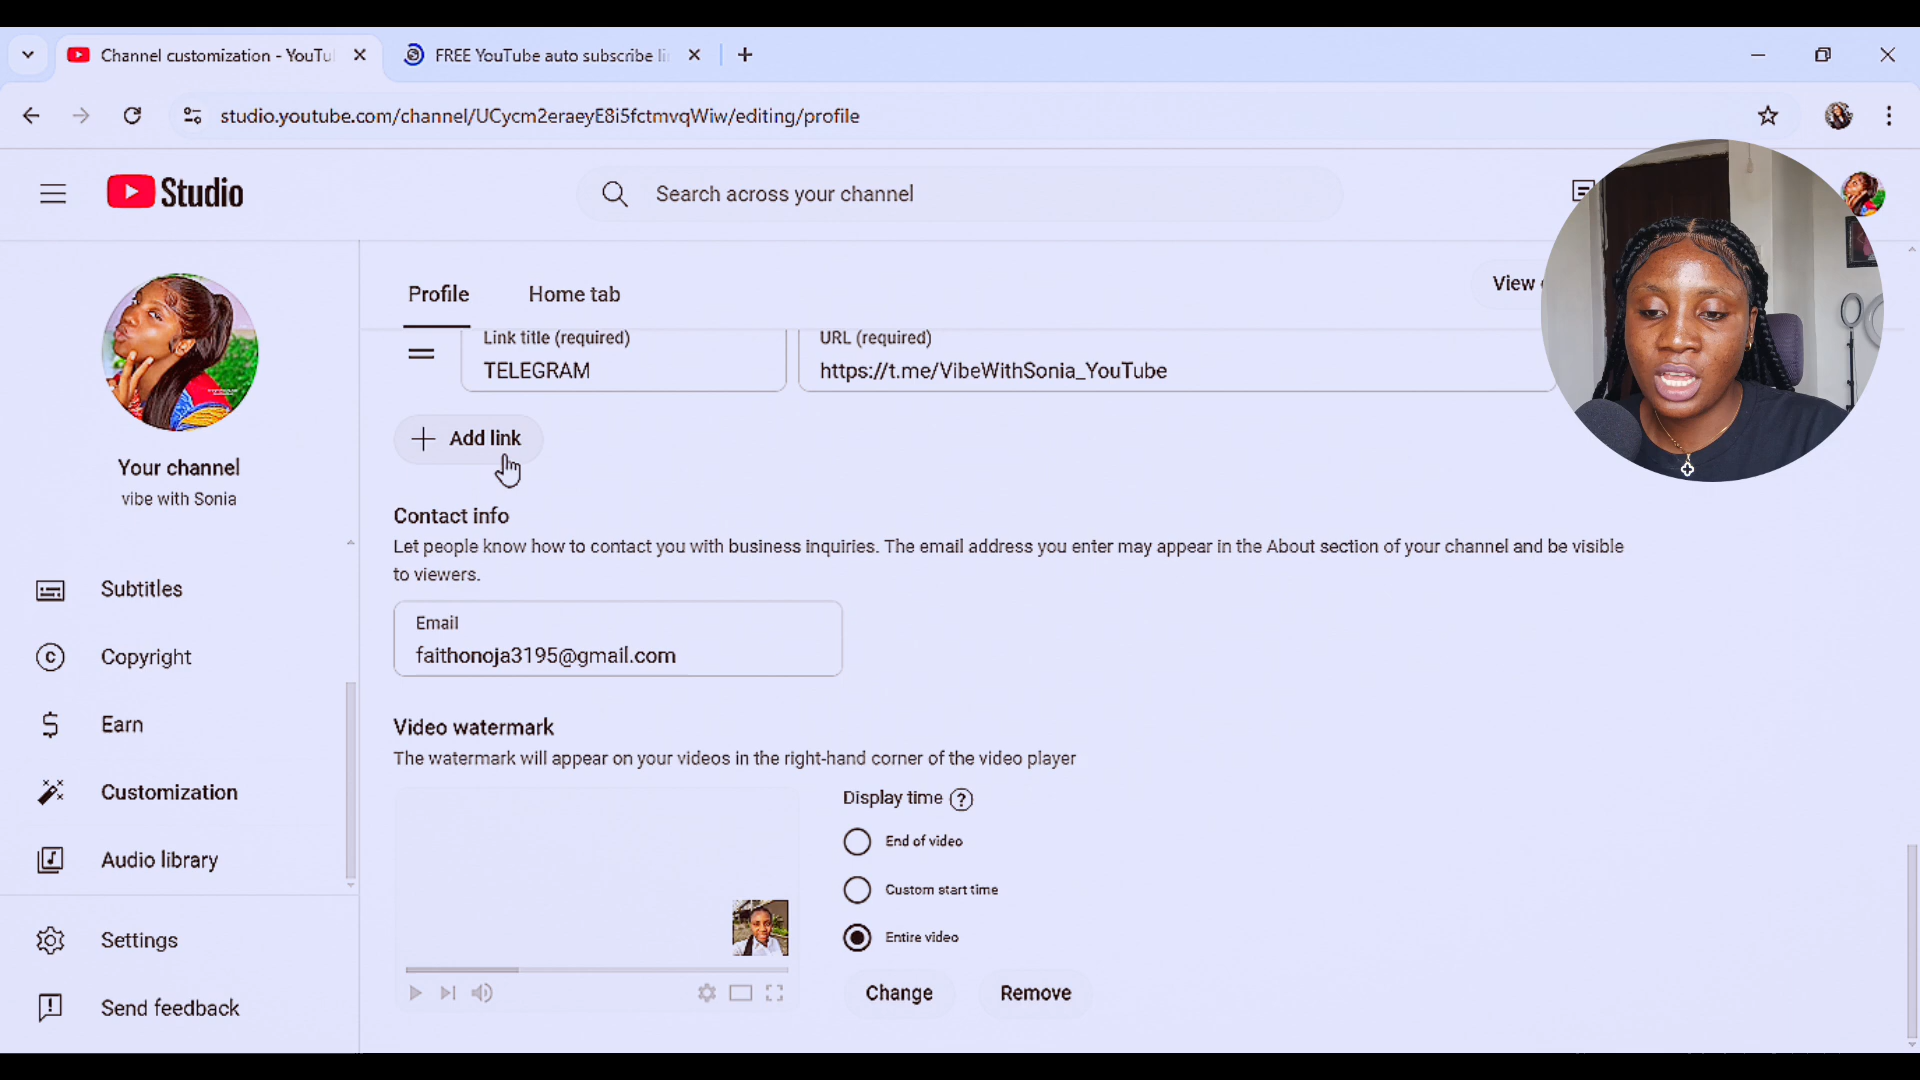 Channel customization - YouTu
FREE YouTube auto subscribe li
studio.youtube.com/channel/UCycm2eraeyE8i5fctmvqWiw/editing/profile
Studio
Search across your channel
Profile
Home tab
View
Link title (required)
TELEGRAM
URL (required)
https://t.me/VibeWithSonia_YouTube
Add link
Your channel
vibe with Sonia
Contact info
Let people know how to contact you with business inquiries. The email address you enter may appear in the About section of your channel and be visible
to viewers.
Email
faithonoja3195@gmail.com
Subtitles
Copyright
Earn
Customization
Audio library
Settings
Send feedback
Video watermark
The watermark will appear on your videos in the right-hand corner of the video player
Display time
End of video
Custom start time
Entire video
Change
Remove